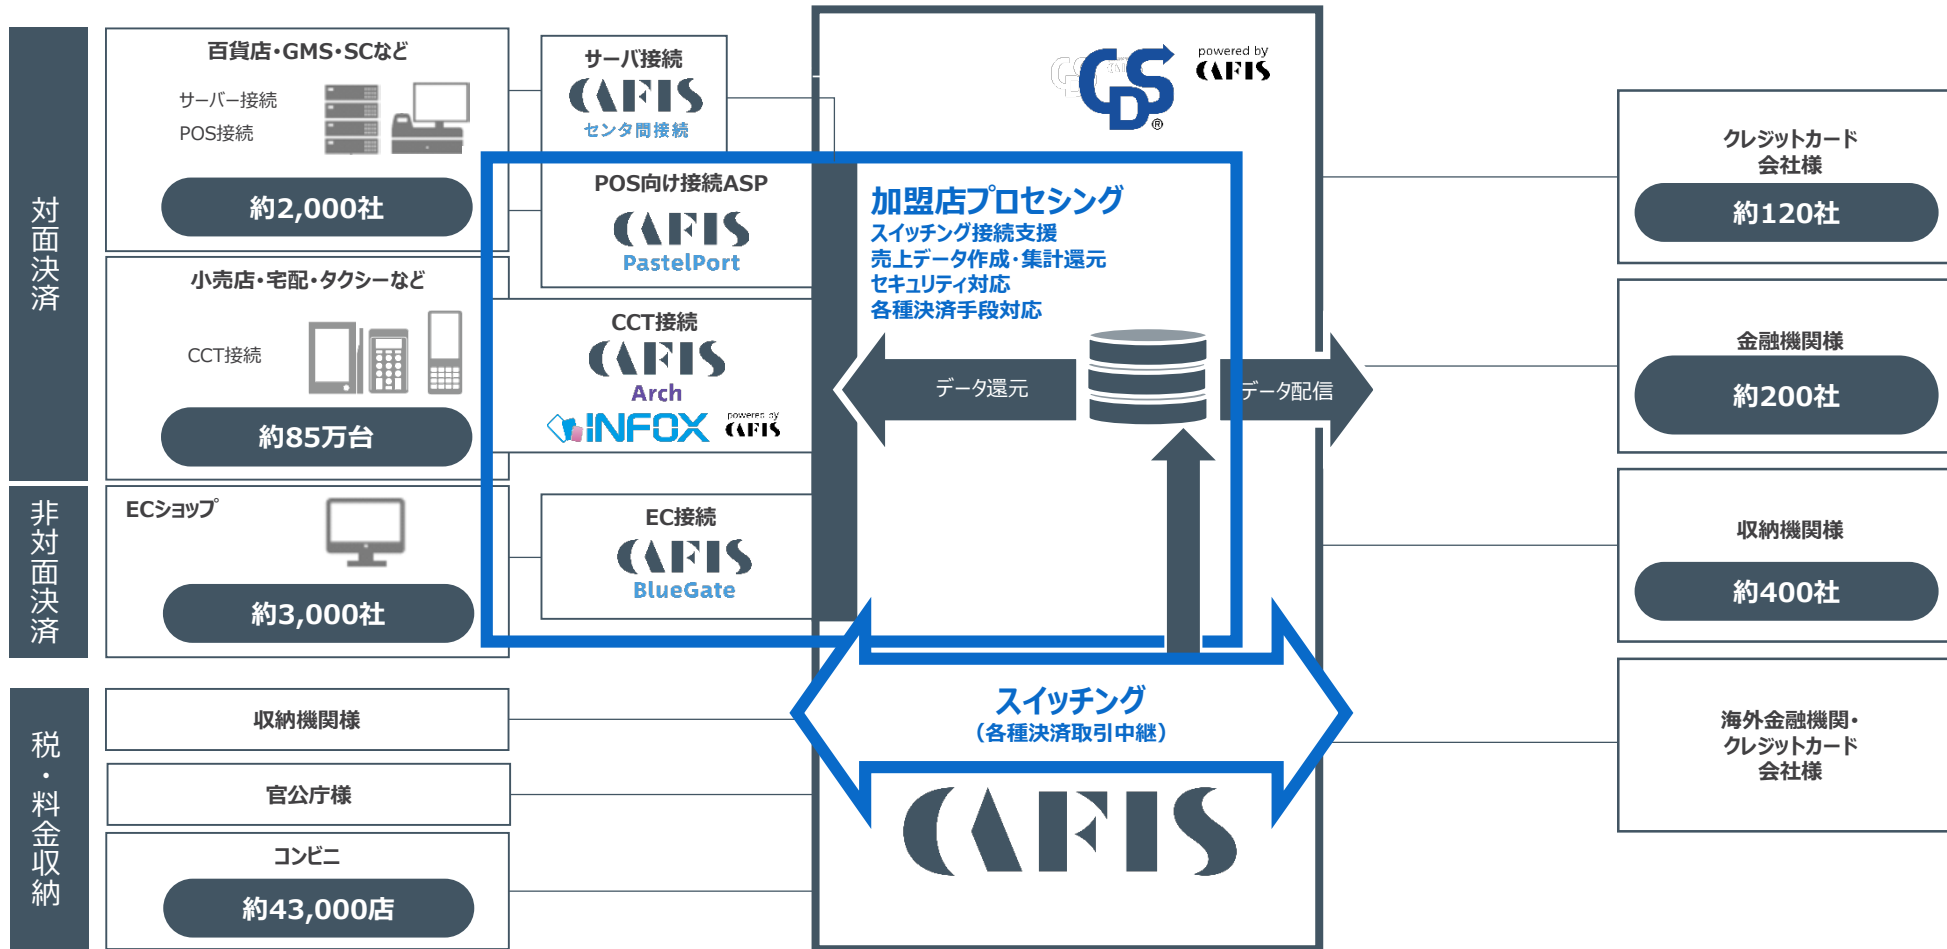 対面決済
百貨店・GMS・SCなど
サーバー接続
POS接続
約2,000社
小売店・宅配・タクシーなど
CCT接続
約85万台
非対面決済
ECショップ
約3,000社
税・料金収納
収納機関様
官公庁様
コンビニ
約43,000店
サーバ接続
CAFIS
センタ間接続
POS向け接続ASP
CAFIS
PastelPort
CCT接続
CAFIS
Arch
INFOX
powered by
CAFIS
EC接続
CAFIS
BlueGate
CDS®
powered by
CAFIS
加盟店プロセシング
スイッチング接続支援
売上データ作成・集計還元
セキュリティ対応
各種決済手段対応
データ還元
データ配信
スイッチング
（各種決済取引中継）
CAFIS
クレジットカード
会社様
約120社
金融機関様
約200社
収納機関様
約400社
海外金融機関・
クレジットカード
会社様